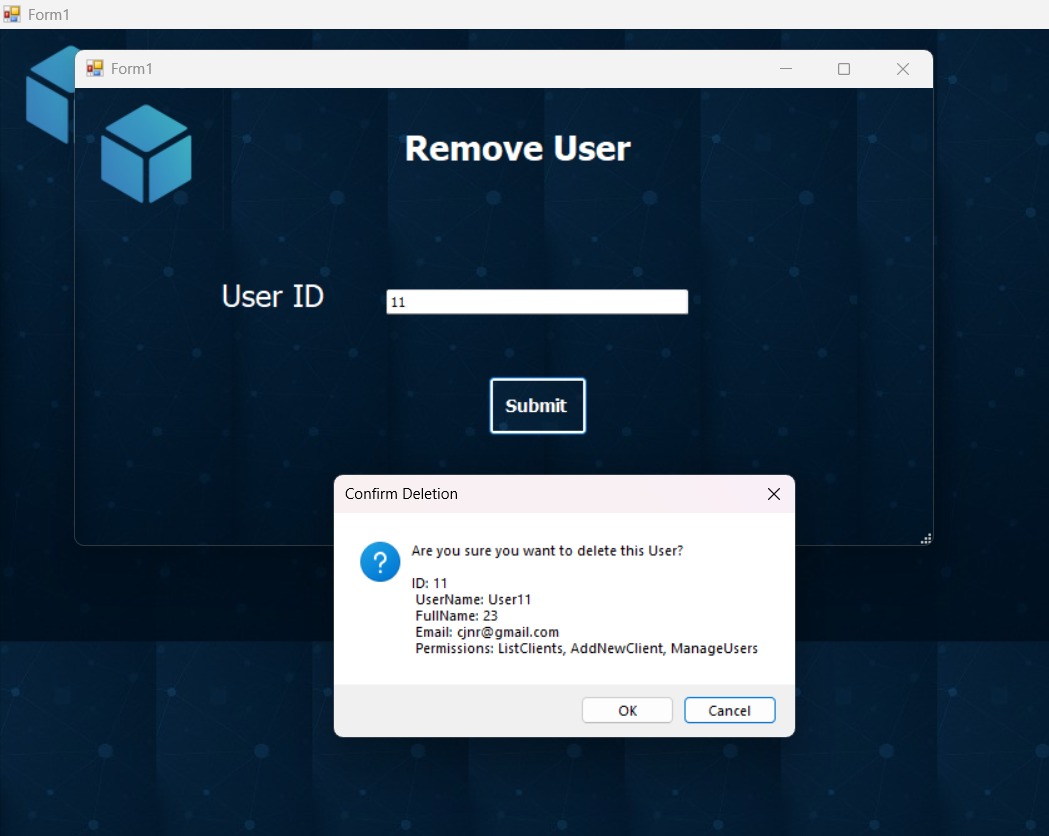 Form1
Form1
Remove User
User ID
11
Submit
Confirm Deletion
Are you sure you want to delete this User?
ID: 11
UserName: User11
FullName: 23
Email: cjnr@gmail.com
Permissions: ListClients, AddNewClient, ManageUsers
OK Cancel